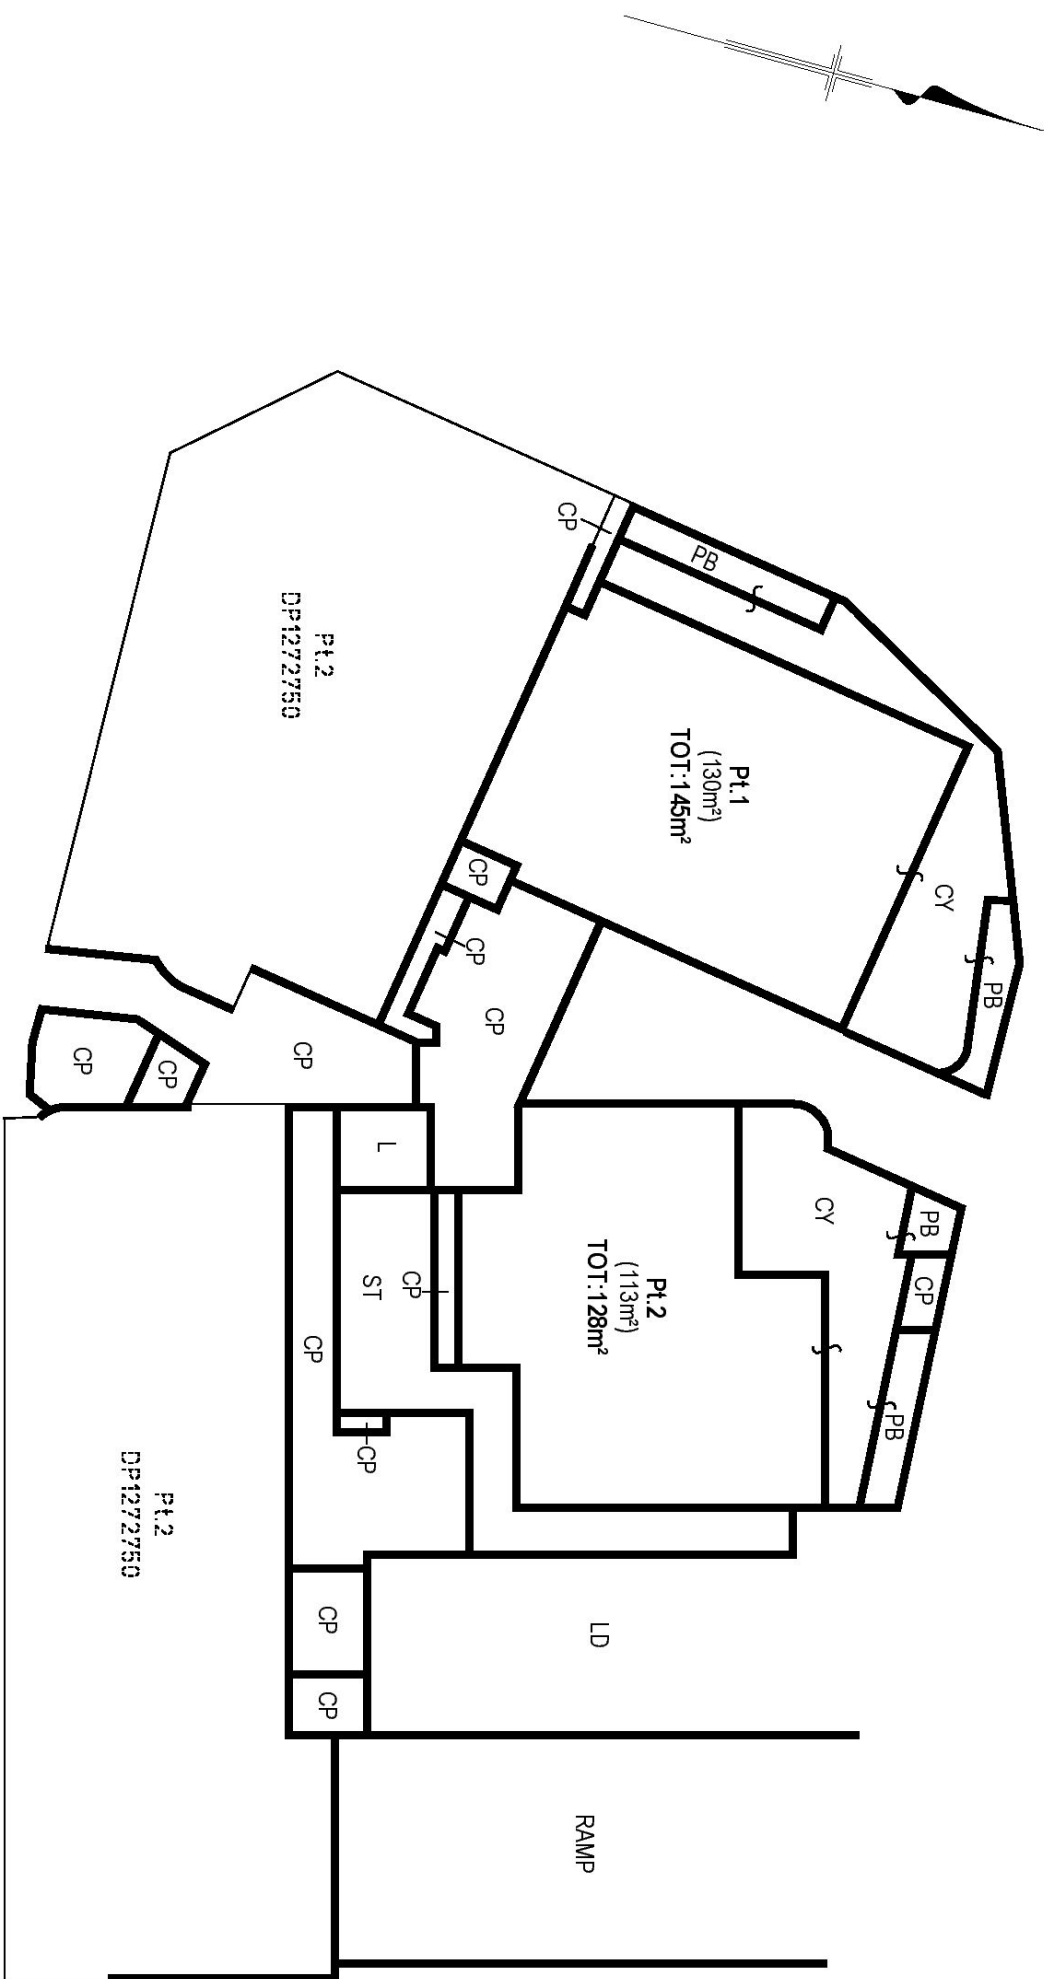 CP
PB
Pt.2
DP1272750
Pt.1
(130m²)
TOT:145m²
CY
PB
CP
CP
CP
CP
CP
CP
L
CY
PB
CP
PB
Pt.2
(113m²)
TOT:128m²
ST
CP
CP
CP
Pt.2
DP1272750
CP
CP
LD
RAMP